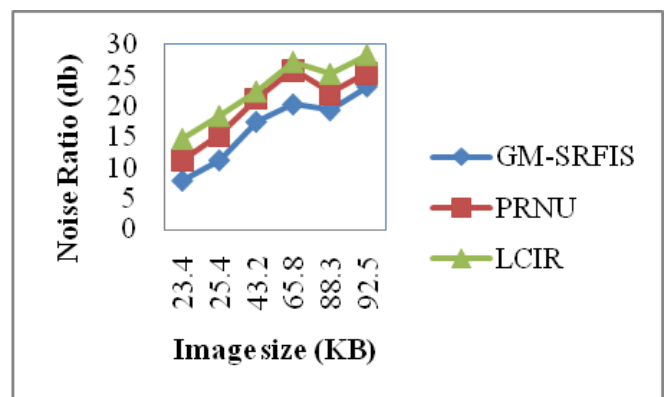 Noise Ratio (db)
30
25
20
15
10
5
0
23.4
25.4
43.2
65.8
88.3
92.5
Image size (KB)
GM-SRFIS
PRNU
LCIR